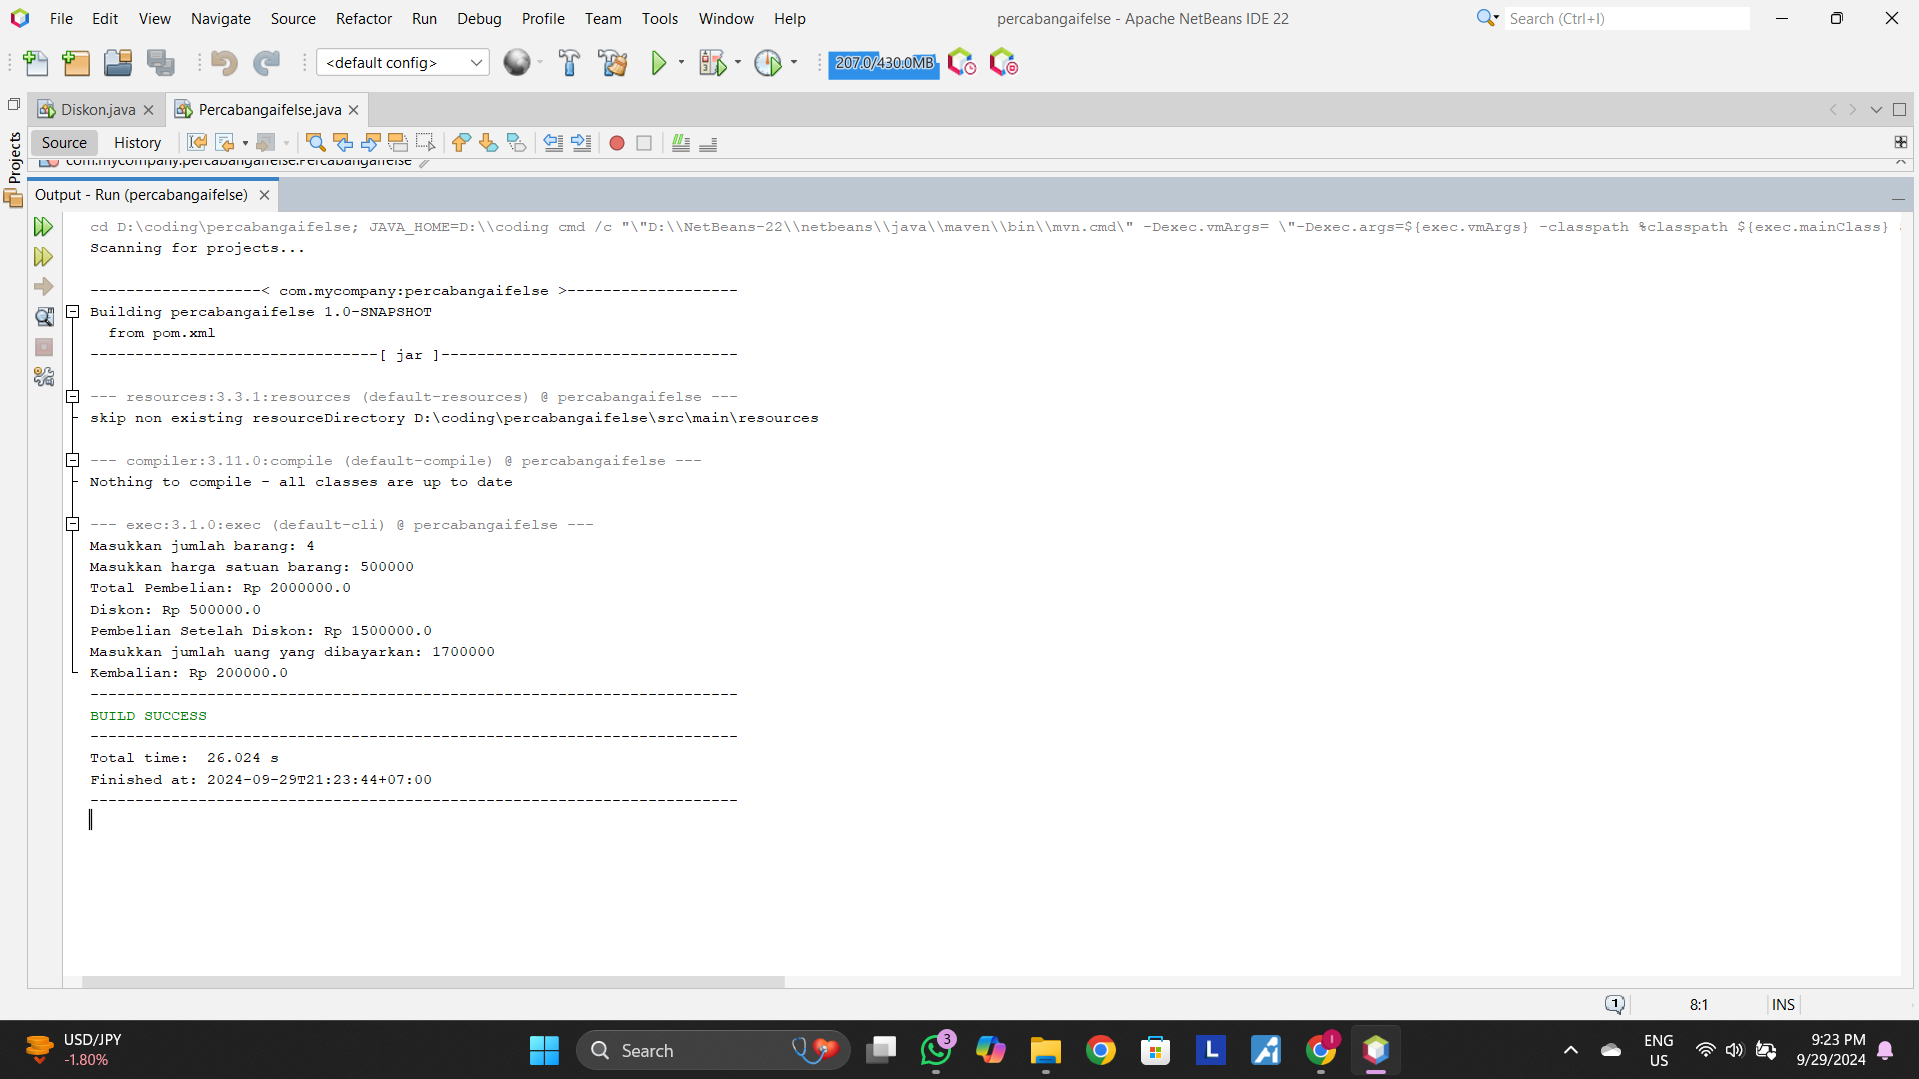 File Edit View Navigate Source Refactor Run Debug Profile Team Tools Window Help
percabangaifelse - Apache NetBeans IDE 22
Search (Ctrl+I)
<default config>
207.0/430.0MB
Projects
Diskon.java
Percabangaifelse.java
Source History
com.mycompany.percabangaifelse.Percabangaifelse
Output - Run (percabangaifelse)
cd D:\coding\percabangaifelse; JAVA_HOME=D:\\coding cmd /c "\"D:\\NetBeans-22\\netbeans\\java\\maven\\bin\\mvn.cmd\" -Dexec.vmArgs= \"-Dexec.args=${exec.vmArgs} -classpath %classpath ${exec.mainClass}
Scanning for projects...
-------------------< com.mycompany:percabangaifelse >-------------------
Building percabangaifelse 1.0-SNAPSHOT
from pom.xml
--------------------------------[ jar ]---------------------------------
--- resources:3.3.1:resources (default-resources) @ percabangaifelse ---
skip non existing resourceDirectory D:\coding\percabangaifelse\src\main\resources
--- compiler:3.11.0:compile (default-compile) @ percabangaifelse ---
Nothing to compile - all classes are up to date
--- exec:3.1.0:exec (default-cli) @ percabangaifelse ---
Masukkan jumlah barang: 4
Masukkan harga satuan barang: 500000
Total Pembelian: Rp 2000000.0
Diskon: Rp 500000.0
Pembelian Setelah Diskon: Rp 1500000.0
Masukkan jumlah uang yang dibayarkan: 1700000
Kembalian: Rp 200000.0
------------------------------------------------------------------------
BUILD SUCCESS
------------------------------------------------------------------------
Total time:  26.024 s
Finished at: 2024-09-29T21:23:44+07:00
------------------------------------------------------------------------
1
8:1
INS
USD/JPY
-1.80%
Search
3
L
ENG
US
9:23 PM
9/29/2024